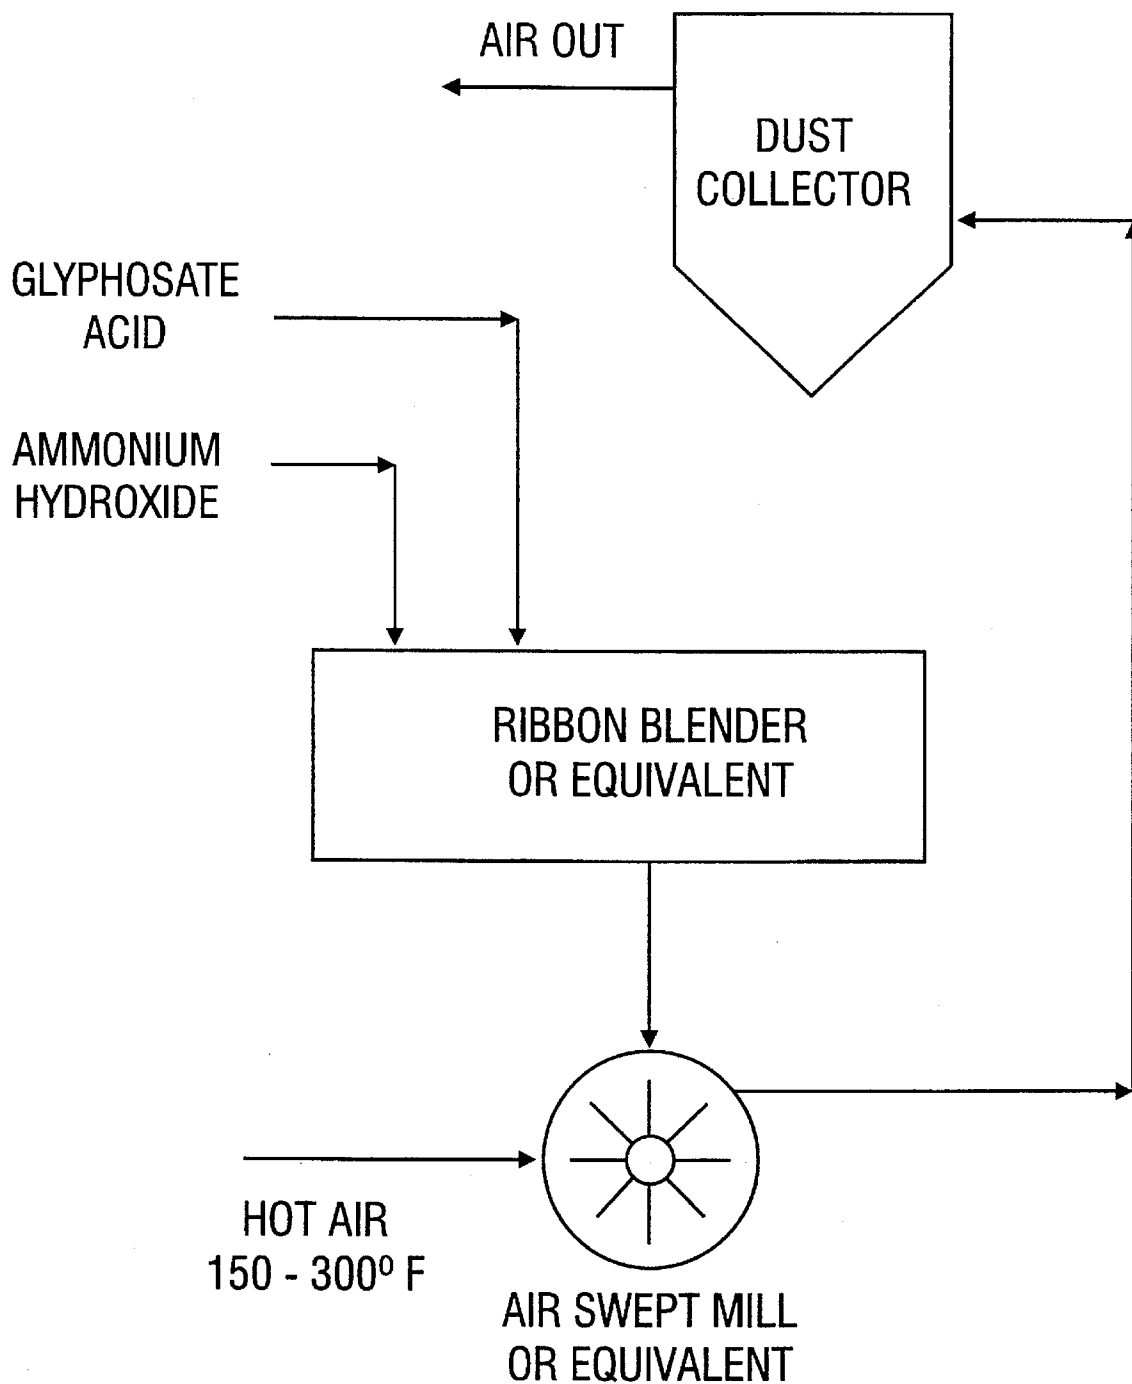 AIR OUT
DUST
COLLECTOR
GLYPHOSATE
ACID
AMMONIUM
HYDROXIDE
RIBBON BLENDER
OR EQUIVALENT
HOT AIR
150 - 300º F
AIR SWEPT MILL
OR EQUIVALENT